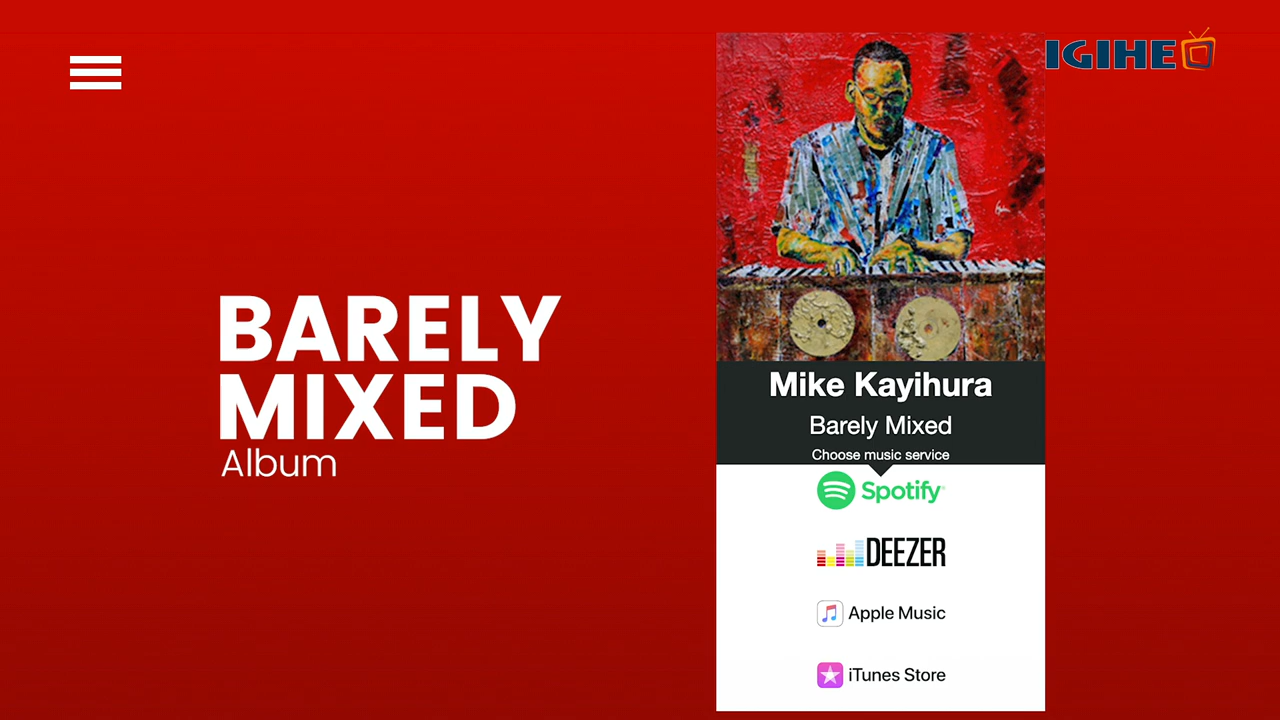 IGIHE
BARELY
MIXED
Album
Mike Kayihura
Barely Mixed
Choose music service
Spotify
DEEZER
Apple Music
iTunes Store